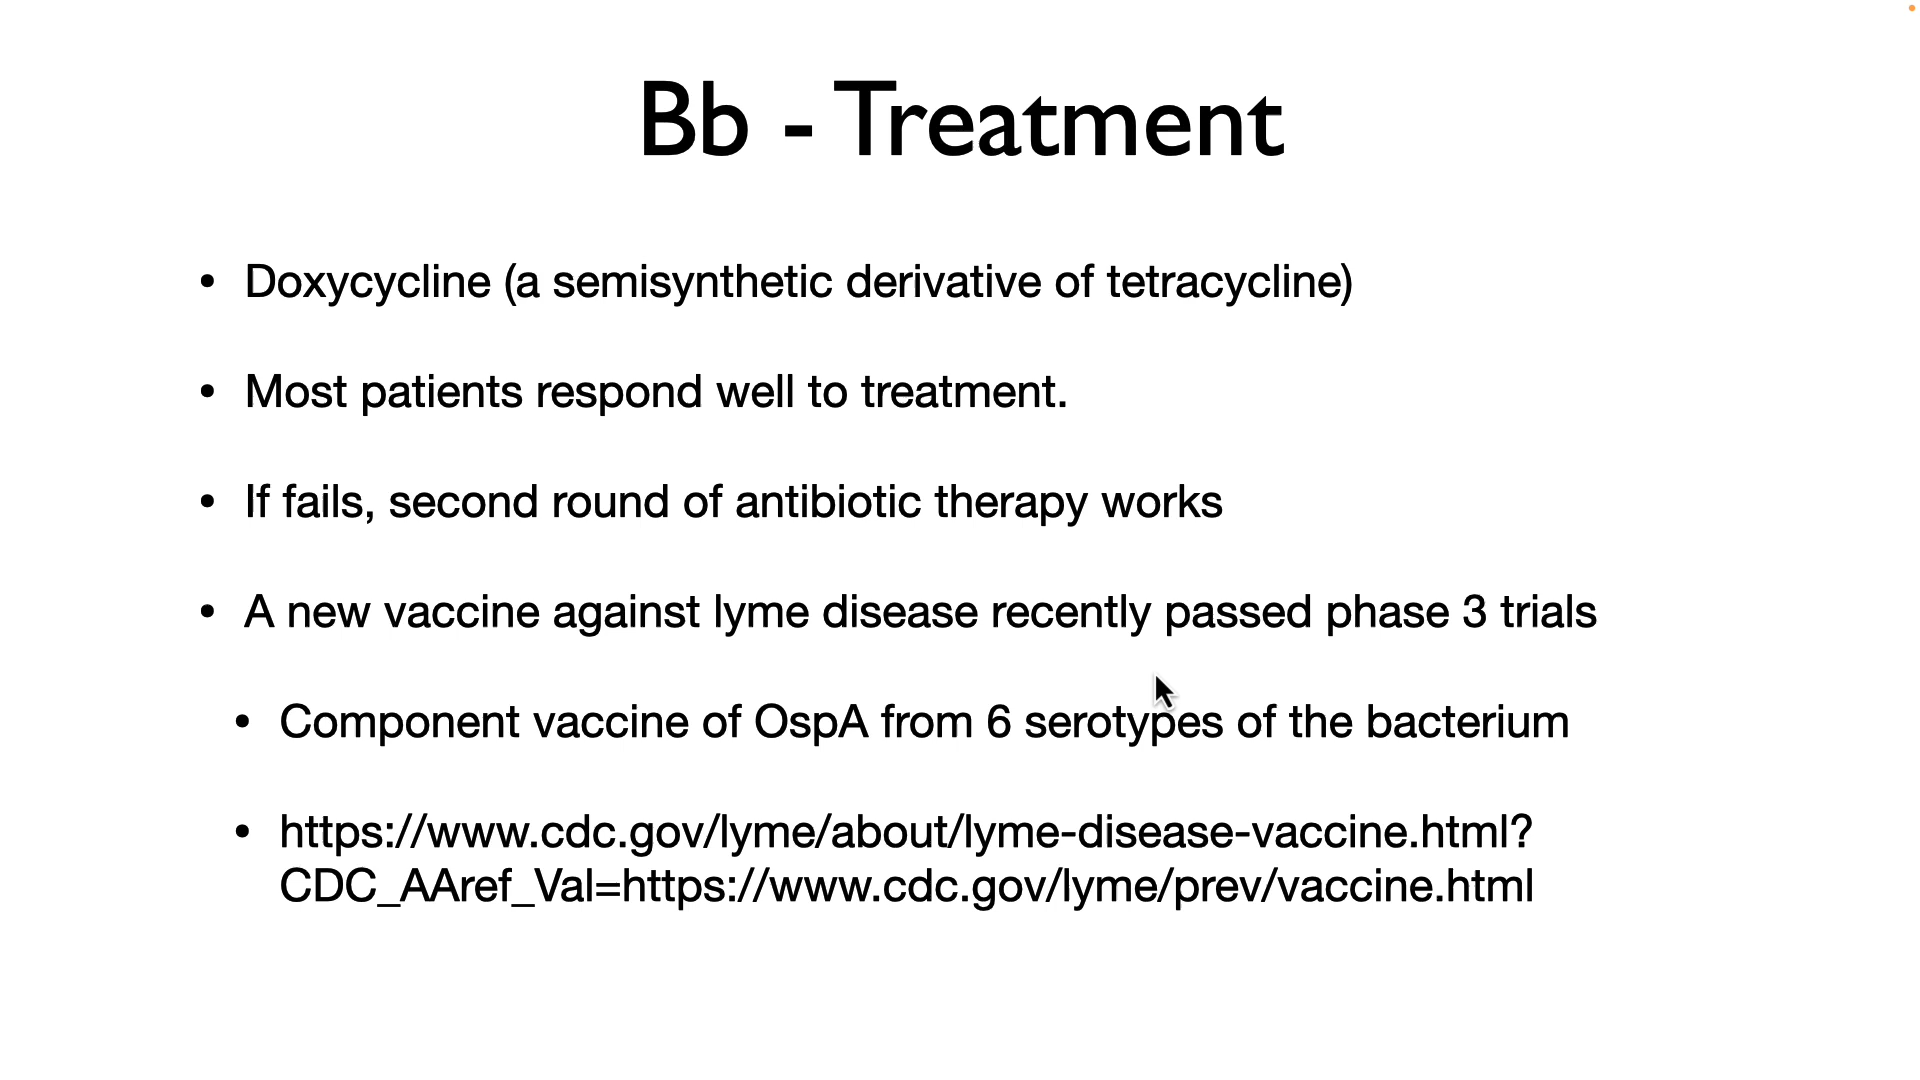 Bb - Treatment
• Doxycycline (a semisynthetic derivative of tetracycline)
• Most patients respond well to treatment.
• If fails, second round of antibiotic therapy works
• A new vaccine against lyme disease recently passed phase 3 trials
• Component vaccine of OspA from 6 serotypes of the bacterium
• https://www.cdc.gov/lyme/about/lyme-disease-vaccine.html?
CDC_AAref_Val=https://www.cdc.gov/lyme/prev/vaccine.html